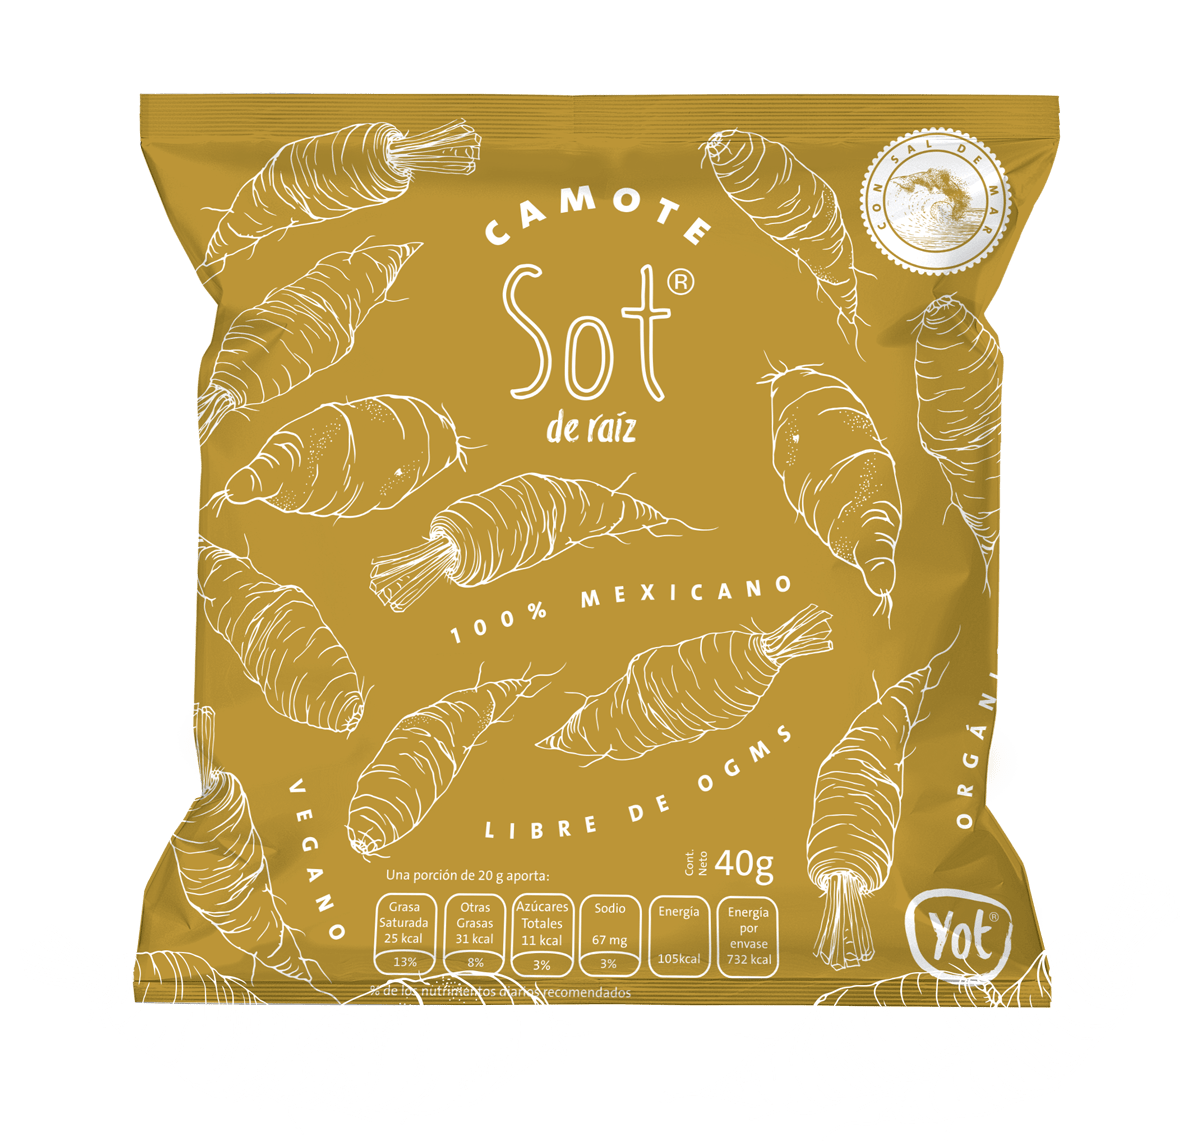 CON SAL DE MAR
CAMOTE
Sot®
de raíz
100% MEXICANO
LIBRE DE OGMS
VEGANO
ORGÁNI
Cont. Neto
40g
Una porción de 20 g aporta:
Grasa Saturada 25 kcal 13%
Otras Grasas 31 kcal 8%
Azúcares Totales 11 kcal 3%
Sodio 67 mg 3%
Energía 105kcal
Energía por envase 732 kcal
% de los nutrimentos diarios recomendados
Yot®